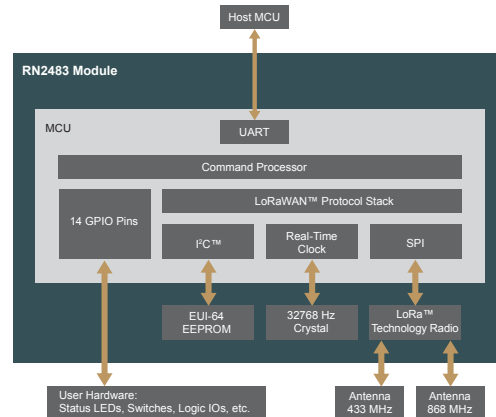 Host MCU
RN2483 Module
MCU
UART
Command Processor
14 GPIO Pins
LoRaWAN™ Protocol Stack
I²C™
Real-Time
Clock
SPI
EUI-64
EEPROM
32768 Hz
Crystal
LoRa™
Technology Radio
User Hardware:
Status LEDs, Switches, Logic IOs, etc.
Antenna
433 MHz
Antenna
868 MHz